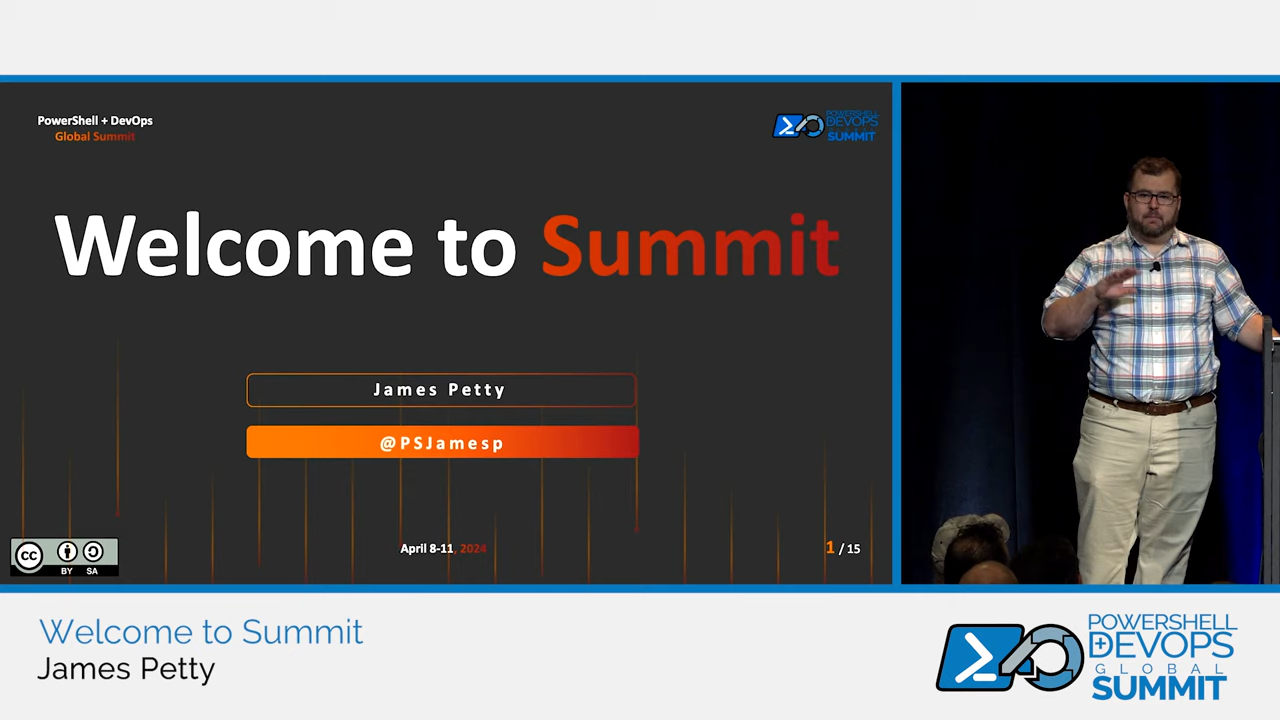 PowerShell + DevOps
Global Summit
POWERSHELL
DEVOPS
SUMMIT
Welcome to Summit
James Petty
@PSJamesp
April 8-11, 2024
1 / 15
CC
BY SA
Welcome to Summit
James Petty
POWERSHELL
+DEVOPS
GLOBAL
SUMMIT